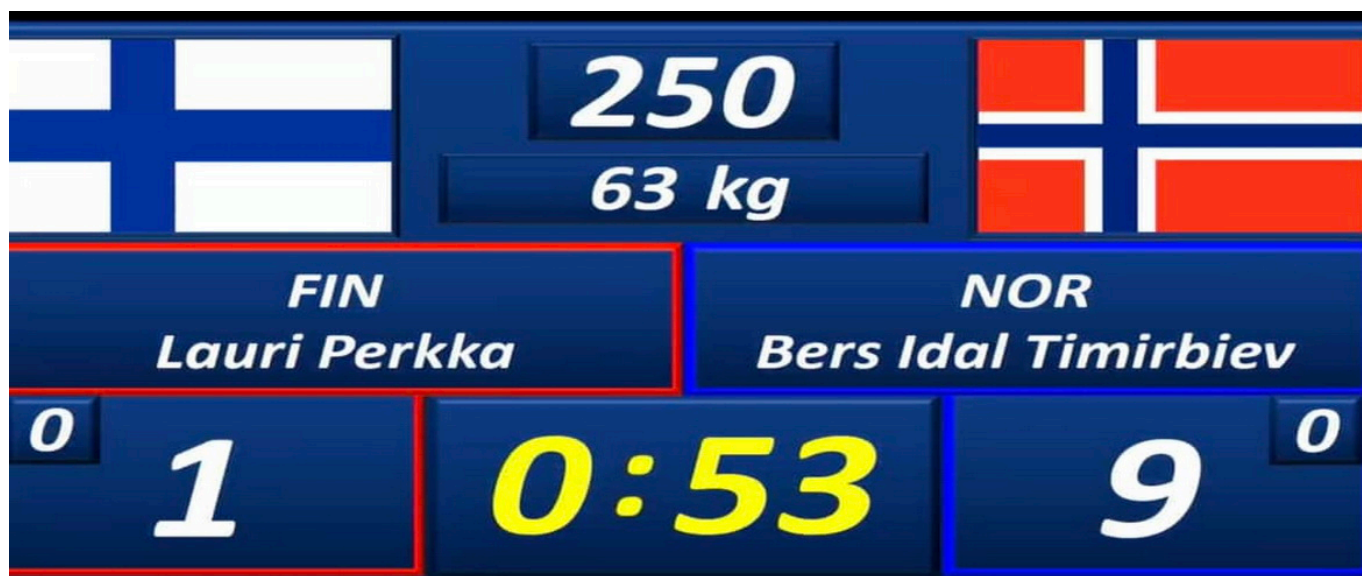 250
63 kg
FIN
Lauri Perkka
NOR
Bers Idal Timirbiev
0
1
0:53
9
0